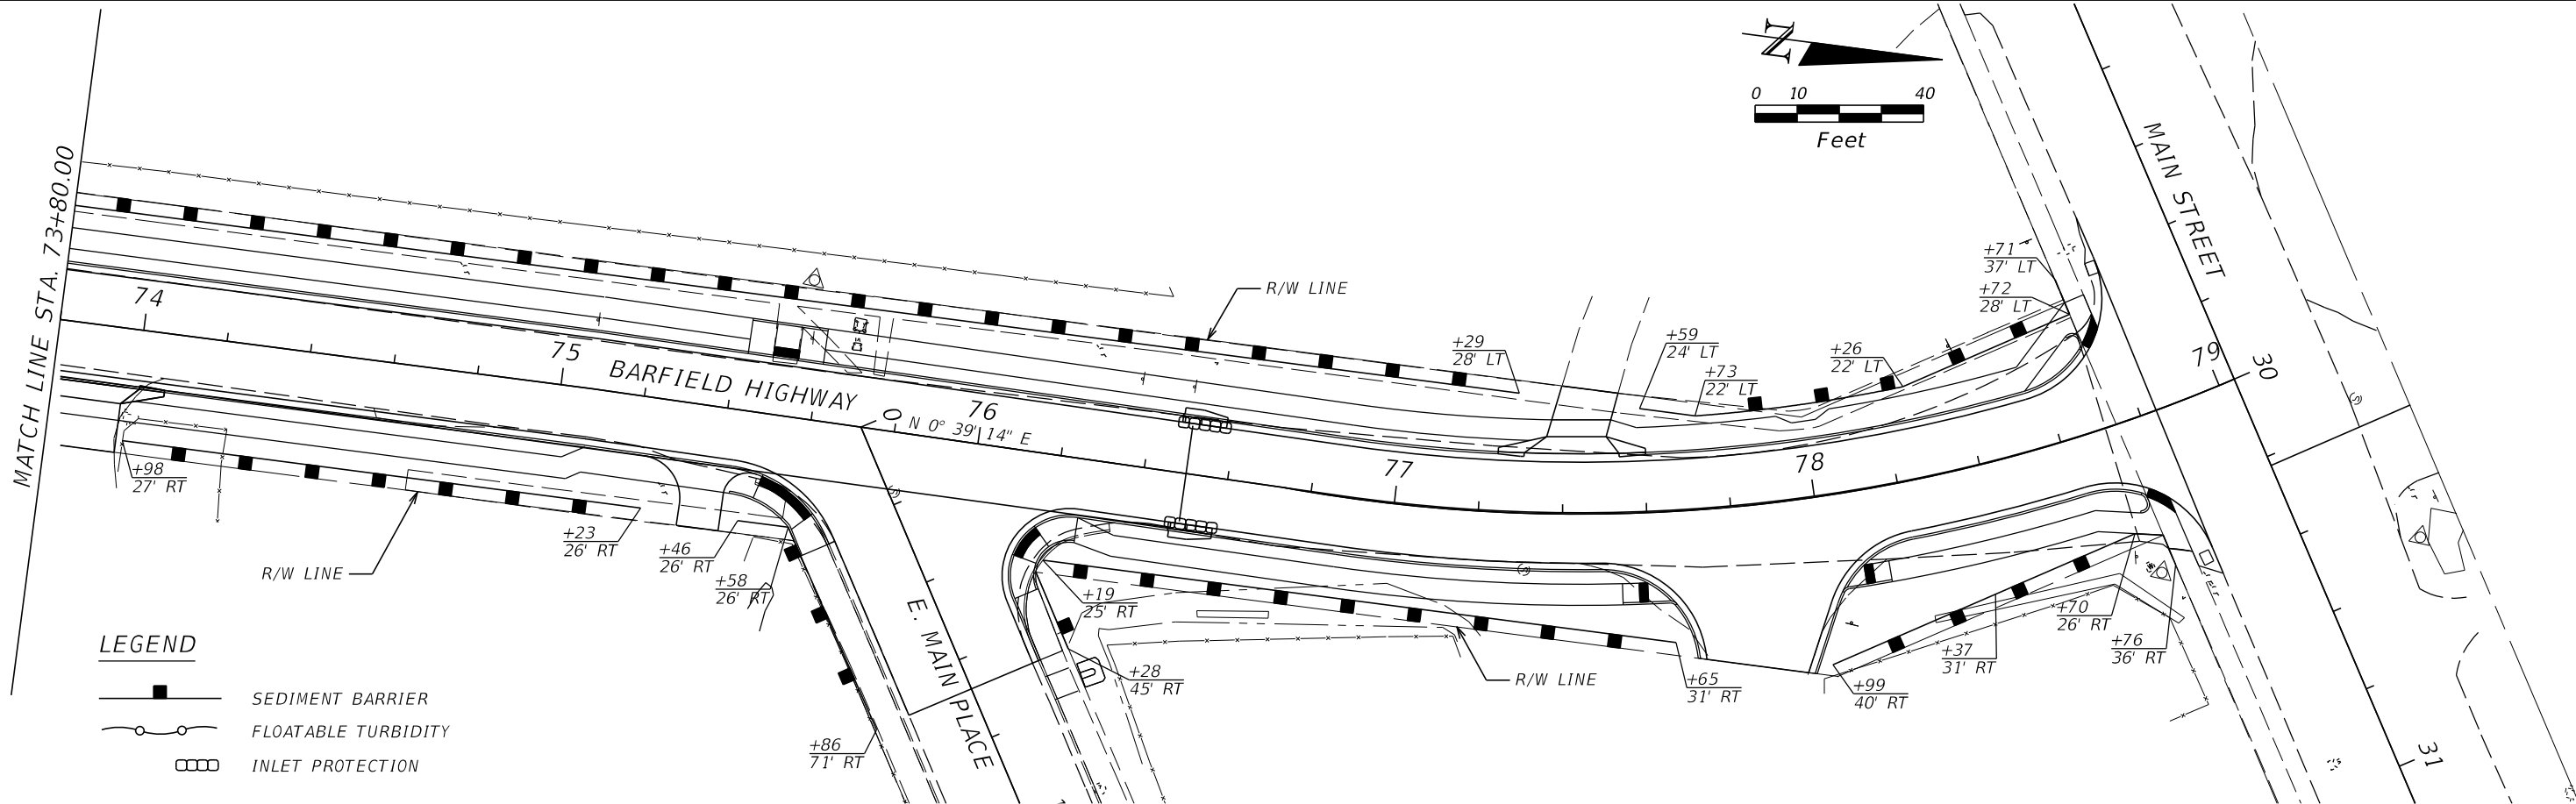 MATCH LINE STA. 73+80.00
N
0 10 40
Feet
MAIN STREET
74
75
76
77
78
79
30
31
BARFIELD HIGHWAY
0
N 0° 39' 14" E
R/W LINE
+29
28' LT
+59
24' LT
+73
22' LT
+26
22' LT
+71
37' LT
+72
28' LT
+98
27' RT
+23
26' RT
+46
26' RT
+58
26' RT
+86
71' RT
R/W LINE
E. MAIN PLACE
+19
25' RT
+28
45' RT
R/W LINE
+65
31' RT
+99
40' RT
+37
31' RT
+70
26' RT
+76
36' RT
LEGEND
SEDIMENT BARRIER
FLOATABLE TURBIDITY
INLET PROTECTION